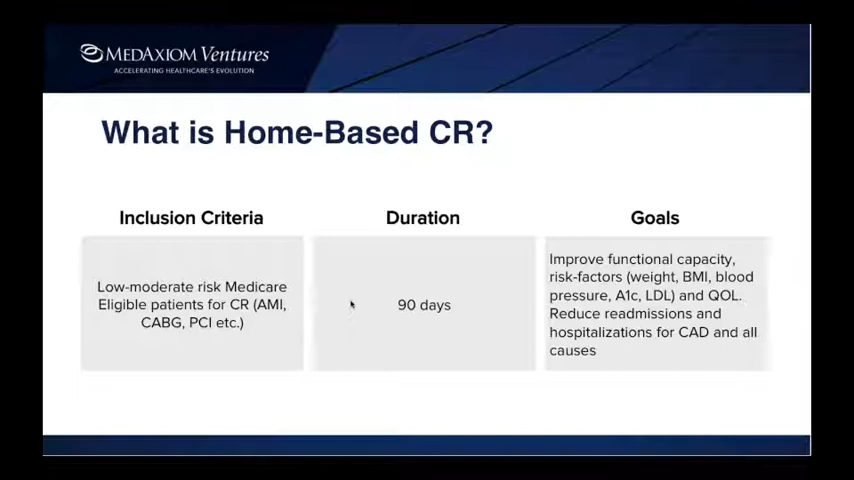 MEDAXIOM Ventures
ACCELERATING HEALTHCARE'S EVOLUTION
What is Home-Based CR?
Inclusion Criteria
Low-moderate risk Medicare
Eligible patients for CR (AMI,
CABG, PCI etc.)
Duration
90 days
Goals
Improve functional capacity,
risk-factors (weight, BMI, blood
pressure, A1c, LDL) and QOL.
Reduce readmissions and
hospitalizations for CAD and all
causes